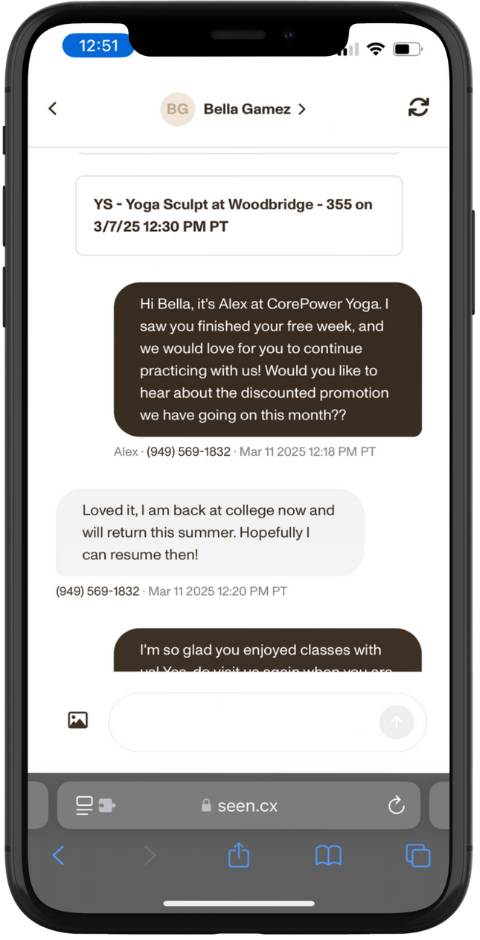 12:51
BG Bella Gamez
YS - Yoga Sculpt at Woodbridge - 355 on
3/7/25 12:30 PM PT
Hi Bella, it's Alex at CorePower Yoga. I
saw you finished your free week, and
we would love for you to continue
practicing with us! Would you like to
hear about the discounted promotion
we have going on this month??
Alex · (949) 569-1832 · Mar 11 2025 12:18 PM PT
Loved it, I am back at college now and
will return this summer. Hopefully I
can resume then!
(949) 569-1832 · Mar 11 2025 12:20 PM PT
I'm so glad you enjoyed classes with
us! Yes, do visit us again when you are
seen.cx